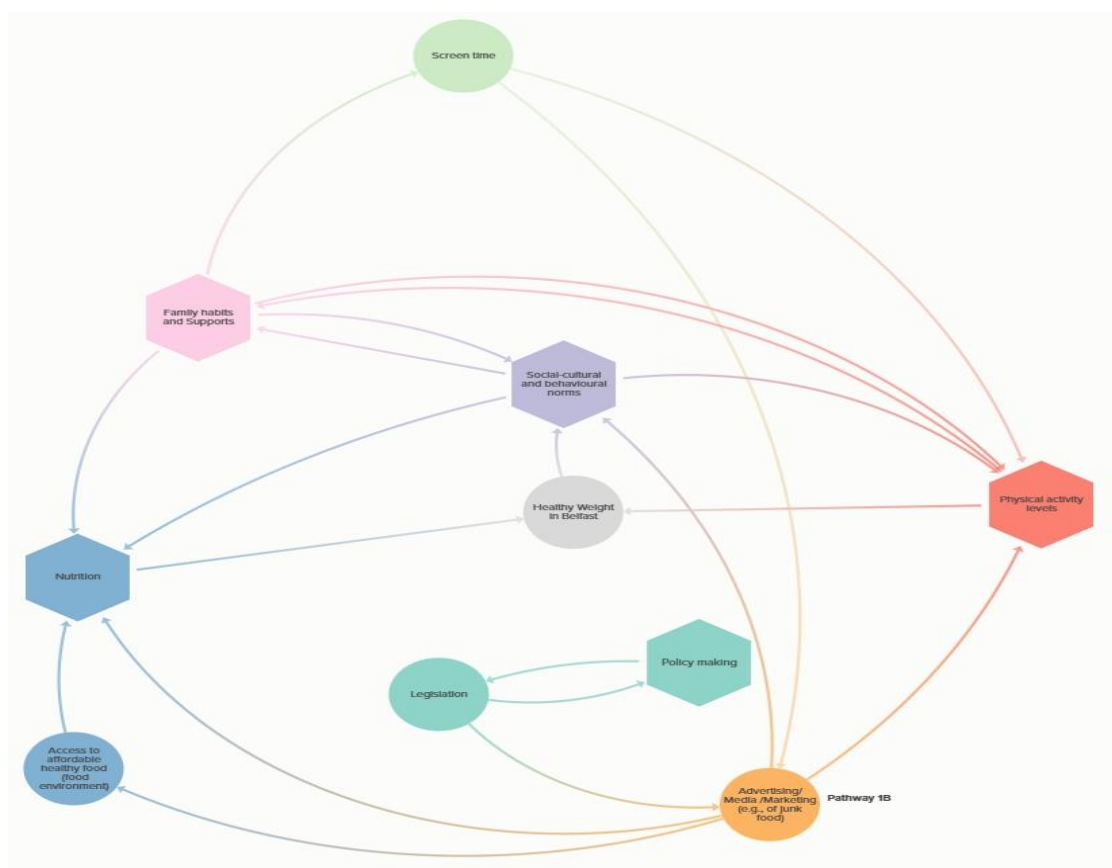 Screen time
Family habits
and Supports
Social-cultural
and behavioural
norms
Physical activity
levels
Healthy Weight
in Belfast
Nutrition
Policy making
Legislation
Access to
affordable
healthy food
(food
environment)
Advertising/
Media /Marketing
(e.g., of junk
food)
Pathway 1B